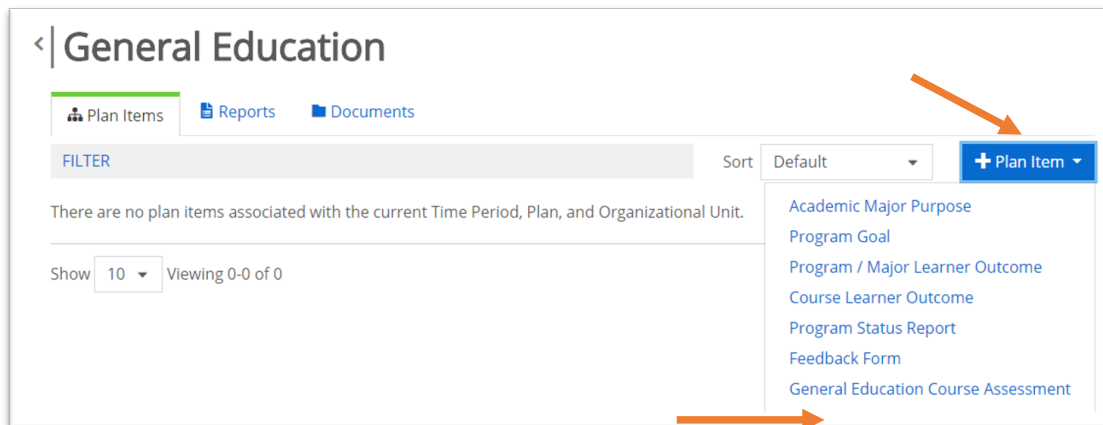 General Education
Plan Items Reports Documents
FILTER
Sort Default + Plan Item
There are no plan items associated with the current Time Period, Plan, and Organizational Unit.
Show 10 Viewing 0-0 of 0
Academic Major Purpose
Program Goal
Program / Major Learner Outcome
Course Learner Outcome
Program Status Report
Feedback Form
General Education Course Assessment